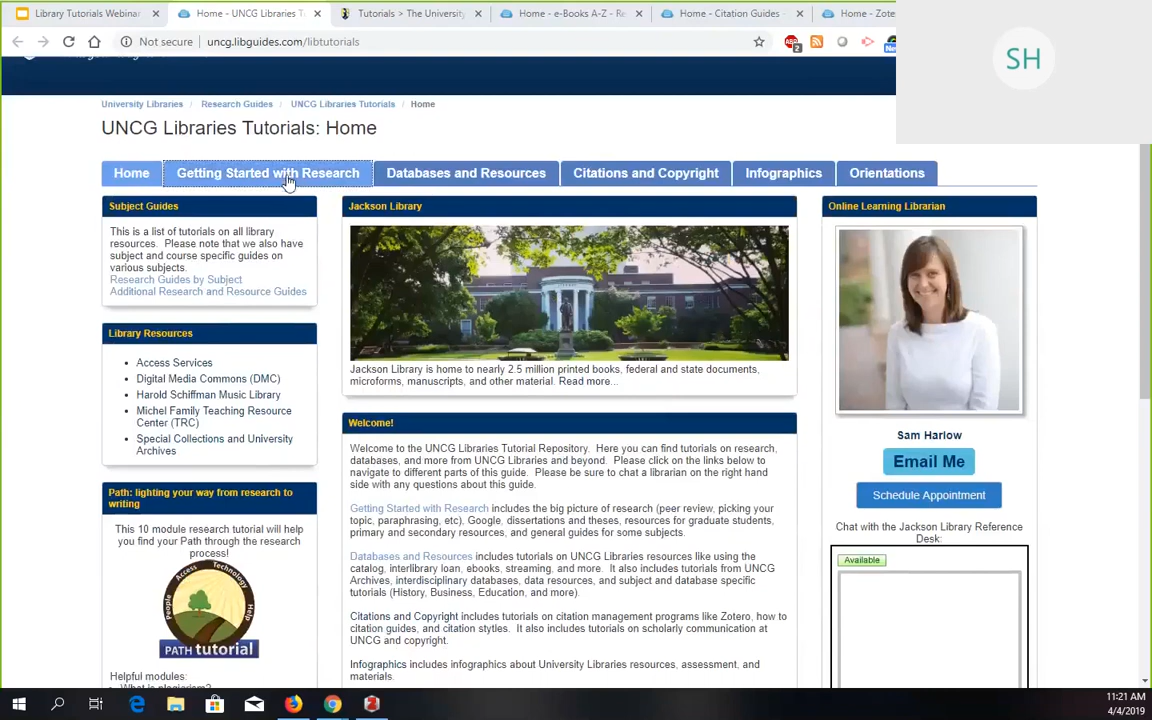 Library Tutorials Webinar
Home - UNCG Libraries T
Tutorials > The University
Home - e-Books A-Z - Re
Home - Citation Guides -
Home - Zote
Not secure
uncg.libguides.com/libtutorials
SH
University Libraries / Research Guides / UNCG Libraries Tutorials / Home
UNCG Libraries Tutorials: Home
Home
Getting Started with Research
Databases and Resources
Citations and Copyright
Infographics
Orientations
Subject Guides
This is a list of tutorials on all library
resources. Please note that we also have
subject and course specific guides on
various subjects.
Research Guides by Subject
Additional Research and Resource Guides
Library Resources
Access Services
Digital Media Commons (DMC)
Harold Schiffman Music Library
Michel Family Teaching Resource
Center (TRC)
Special Collections and University
Archives
Path: lighting your way from research to
writing
This 10 module research tutorial will help
you find your Path through the research
process!
People Access Technology Help
PATH tutorial
Helpful modules:
What is plagiarism?
Jackson Library
Jackson Library is home to nearly 2.5 million printed books, federal and state documents,
microforms, manuscripts, and other material. Read more...
Welcome!
Welcome to the UNCG Libraries Tutorial Repository. Here you can find tutorials on research,
databases, and more from UNCG Libraries and beyond. Please click on the links below to
navigate to different parts of this guide. Please be sure to chat a librarian on the right hand
side with any questions about this guide.
Getting Started with Research includes the big picture of research (peer review, picking your
topic, paraphrasing, etc), Google, dissertations and theses, resources for graduate students,
primary and secondary resources, and general guides for some subjects.
Databases and Resources includes tutorials on UNCG Libraries resources like using the
catalog, interlibrary loan, ebooks, streaming, and more. It also includes tutorials from UNCG
Archives, interdisciplinary databases, data resources, and subject and database specific
tutorials (History, Business, Education, and more).
Citations and Copyright includes tutorials on citation management programs like Zotero, how to
citation guides, and citation stytles. It also includes tutorials on scholarly communication at
UNCG and copyright.
Infographics includes infographics about University Libraries resources, assessment, and
materials.
Online Learning Librarian
Sam Harlow
Email Me
Schedule Appointment
Chat with the Jackson Library Reference
Desk:
Available
11:21 AM
4/4/2019